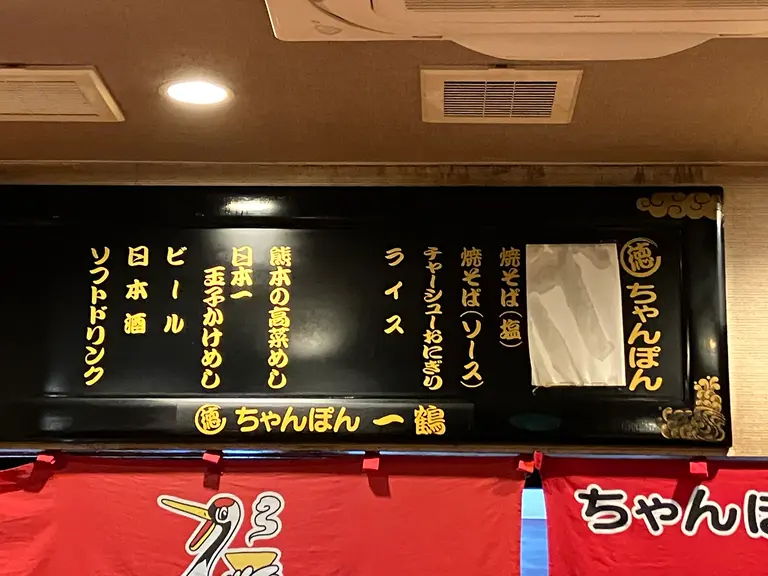 徳 ちゃんぽん
焼そば(塩)
焼そば(ソース)
チャーシューおにぎり
ライス
熊本の高菜めし
日本一
玉子かけめし
ビール
日本酒
ソフトドリンク
徳 ちゃんぽん 一鶴
ちゃんぽ